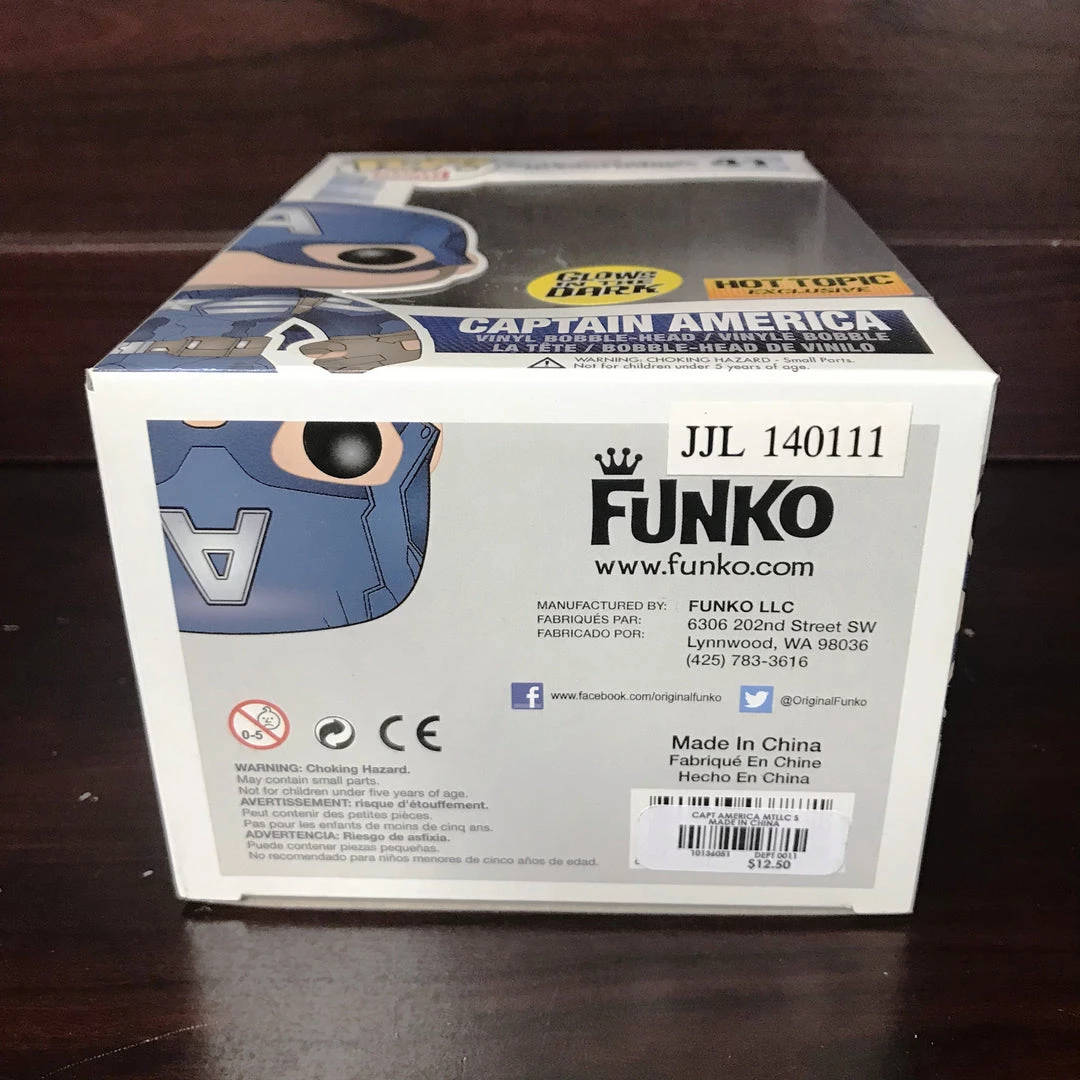 POP!
41
A
GLOWS
IN THE
DARK
HOT TOPIC
EXCLUSIVE
CAPTAIN AMERICA
VINYL BOBBLE-HEAD / VINYLE BOBBLE
LA TÊTE / BOBBLE-HEAD DE VINILO
WARNING: CHOKING HAZARD - Small Parts.
Not for children under 5 years of age.
JJL 140111
A
FUNKO
www.funko.com
MANUFACTURED BY:
FABRIQUÉS PAR:
FABRICADO POR:
FUNKO LLC
6306 202nd Street SW
Lynnwood, WA 98036
(425) 783-3616
f www.facebook.com/originalfunko
@OriginalFunko
0-5
CE
Made In China
Fabriqué En Chine
Hecho En China
WARNING: Choking Hazard.
May contain small parts.
Not for children under five years of age.
AVERTISSEMENT: risque d'étouffement.
Peut contenir des petites pièces.
Pas pour les enfants de moins de cinq ans.
ADVERTENCIA: Riesgo de asfixia.
Puede contener piezas pequeñas.
No recomendado para niños menores de cinco años de edad.
CAPT AMERICA MTLLC S
MADE IN CHINA
10136051 DEPT 0011
$12.50